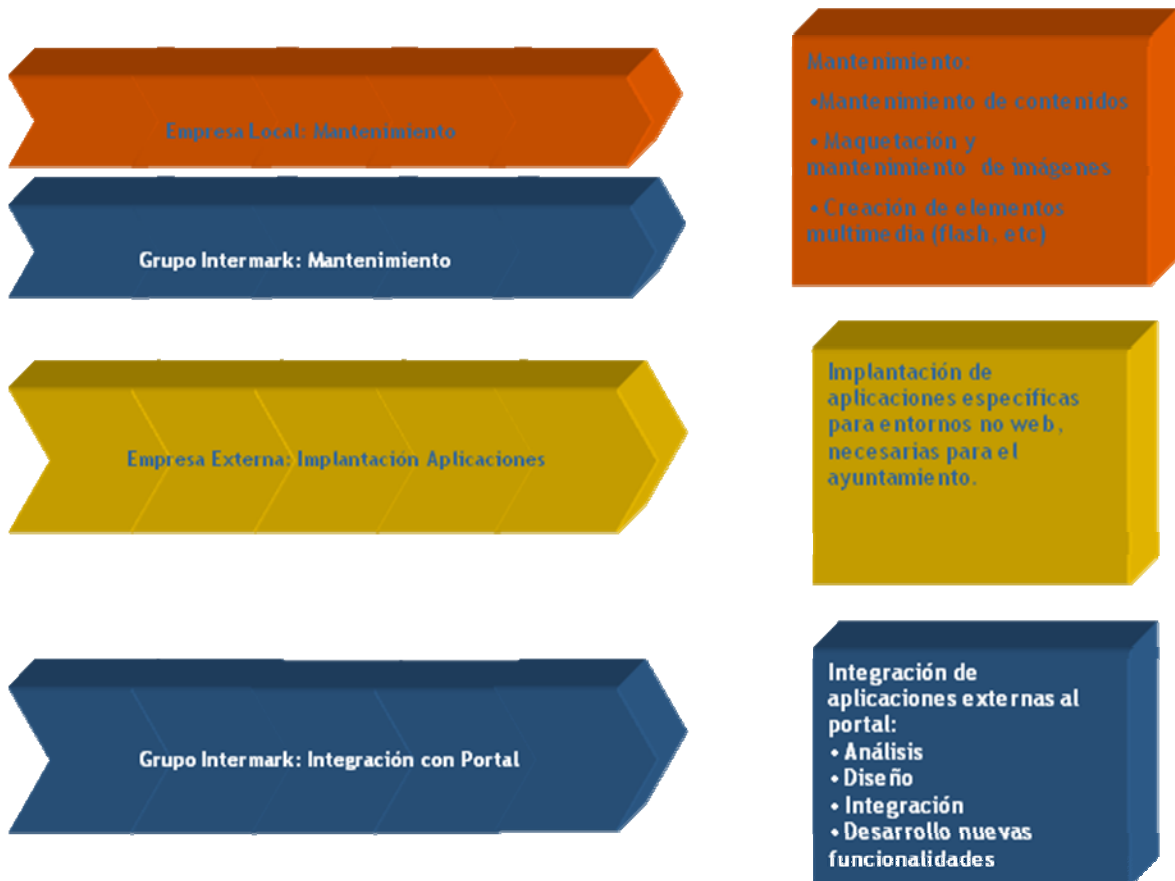 Empresa Local: Mantenimiento
Grupo Intermark: Mantenimiento
Empresa Externa: Implantación Aplicaciones
Grupo Intermark: Integración con Portal
Mantenimiento:
•Mantenimiento de contenidos
• Maquetación y
mantenimiento de imágenes
• Creación de elementos
multimedia (flash, etc)
Implantación de
aplicaciones específicas
para entornos no web,
necesarias para el
ayuntamiento.
Integración de
aplicaciones externas al
portal:
• Análisis
• Diseño
• Integración
• Desarrollo nuevas
funcionalidades